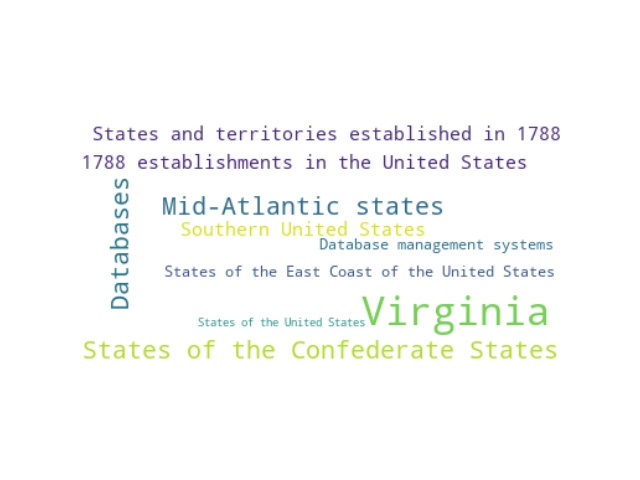 States and territories established in 1788
1788 establishments in the United States
Databases
Mid-Atlantic states
Southern United States
Database management systems
States of the East Coast of the United States
Virginia
States of the United States
States of the Confederate States